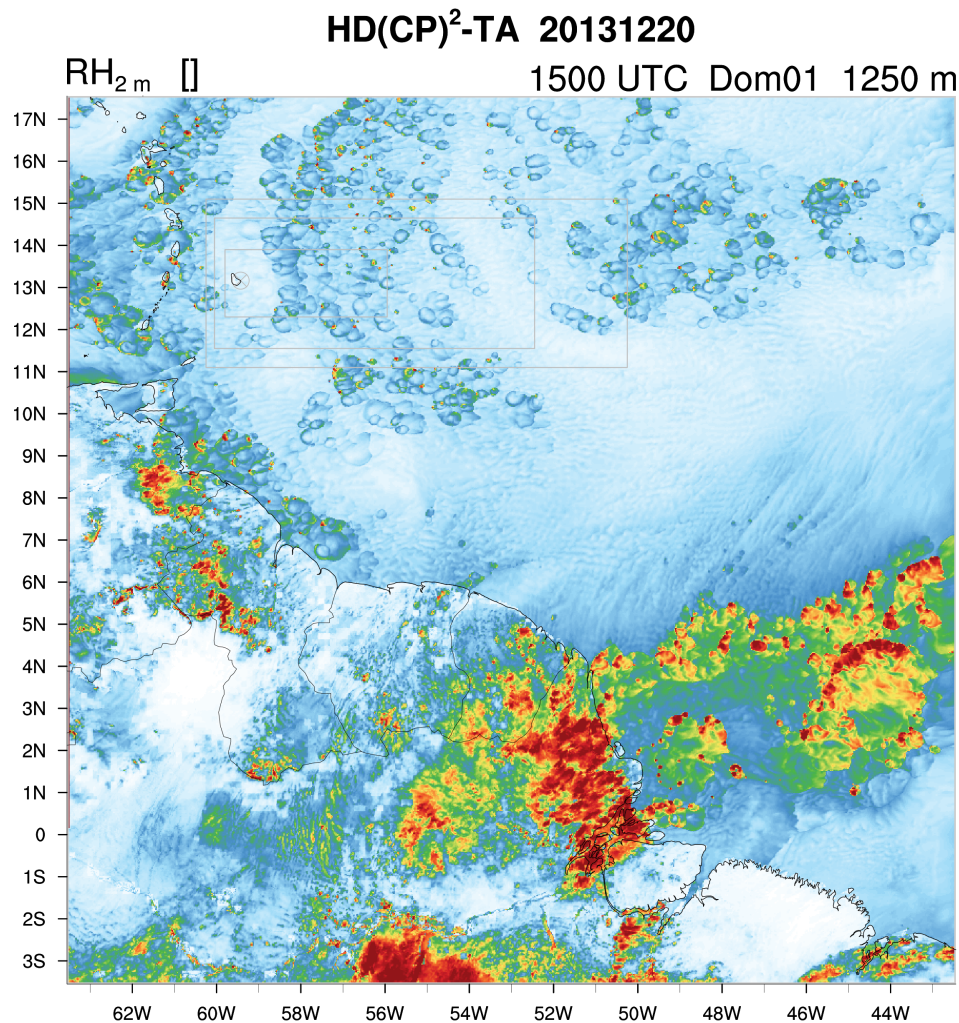 HD(CP)²-TA 20131220
RH₂ ₘ [] 1500 UTC Dom01 1250 m
17N
16N
15N
14N
13N
12N
11N
10N
9N
8N
7N
6N
5N
4N
3N
2N
1N
0
1S
2S
3S
62W 60W 58W 56W 54W 52W 50W 48W 46W 44W